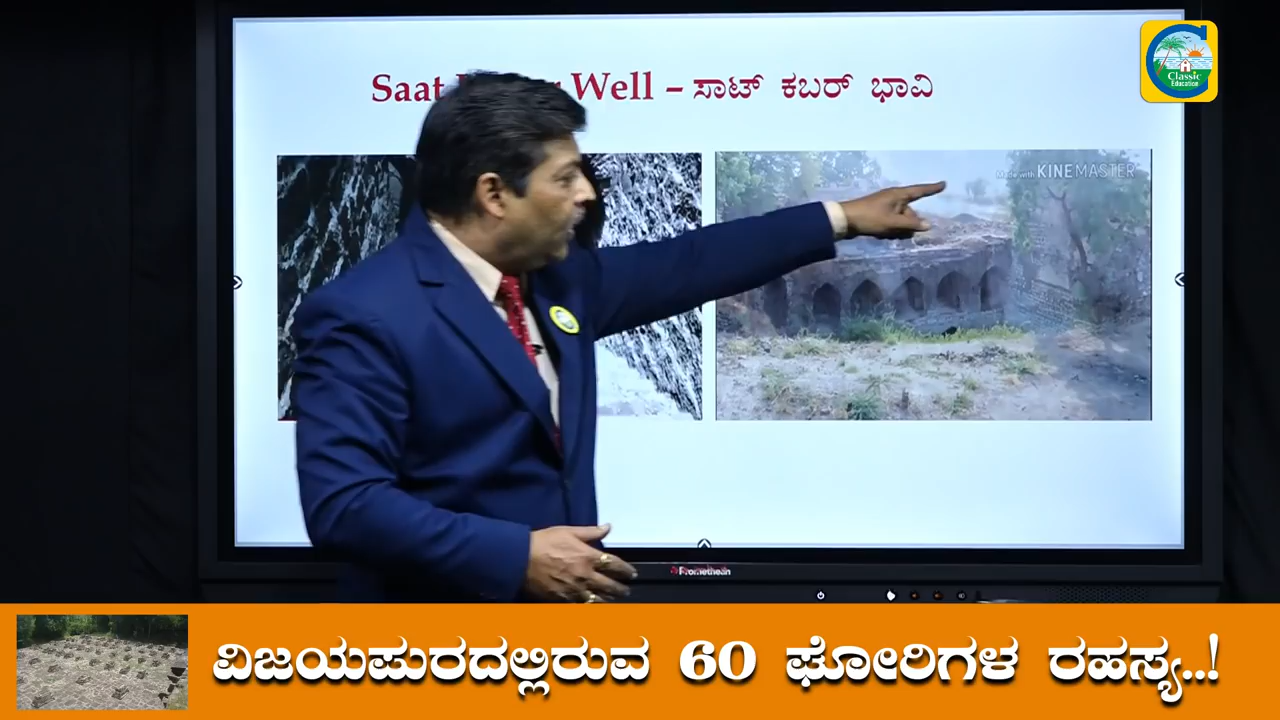 Saat Well – ಸಾಟ್ ಕಬರ್ ಭಾವಿ
Classic
Education
Made with KINEMASTER
Promethean
ವಿಜಯಪುರದಲ್ಲಿರುವ 60 ಘೋರಿಗಳ ರಹಸ್ಯ..!